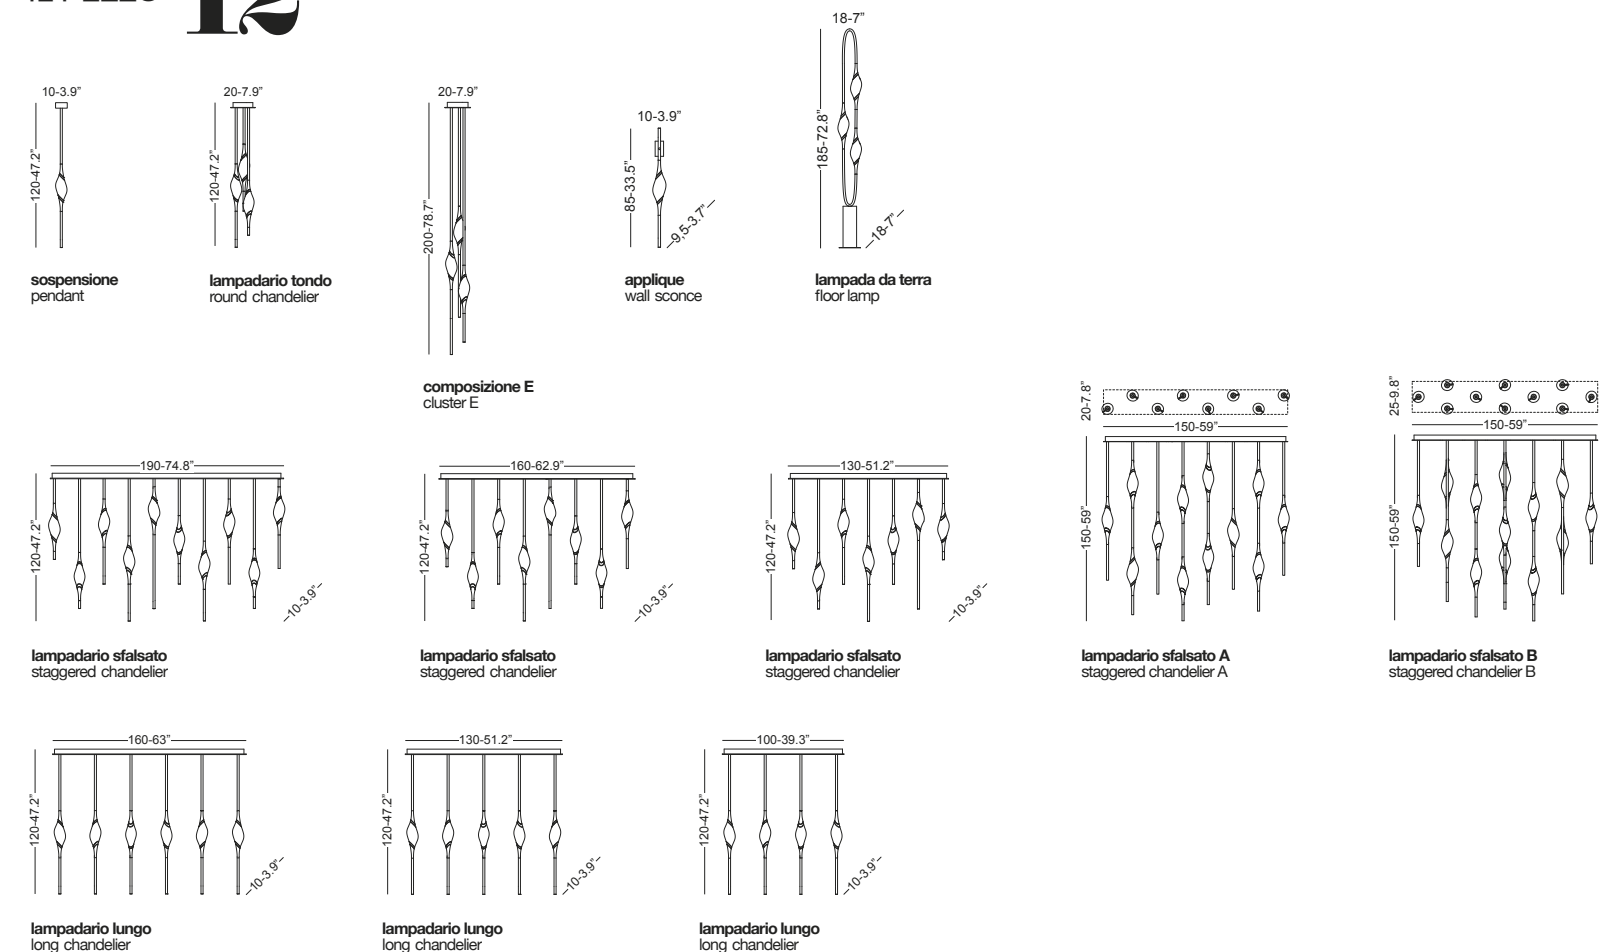 12
18-7”
10-3.9”
20-7.9”
20-7.9”
10-3.9”
120-47.2”
120-47.2”
200-78.7”
85-33.5”
9,5-3.7”
185-72.8”
18-7”
sospensione
pendant
lampadario tondo
round chandelier
composizione E
cluster E
applique
wall sconce
lampada da terra
floor lamp
190-74.8”
120-47.2”
10-3.9”
lampadario sfalsato
staggered chandelier
160-62.9”
120-47.2”
10-3.9”
lampadario sfalsato
staggered chandelier
130-51.2”
120-47.2”
10-3.9”
lampadario sfalsato
staggered chandelier
20-7.8”
150-59”
150-59”
lampadario sfalsato A
staggered chandelier A
25-9.8”
150-59”
150-59”
lampadario sfalsato B
staggered chandelier B
160-63”
120-47.2”
10-3.9”
lampadario lungo
long chandelier
130-51.2”
120-47.2”
10-3.9”
lampadario lungo
long chandelier
100-39.3”
120-47.2”
10-3.9”
lampadario lungo
long chandelier